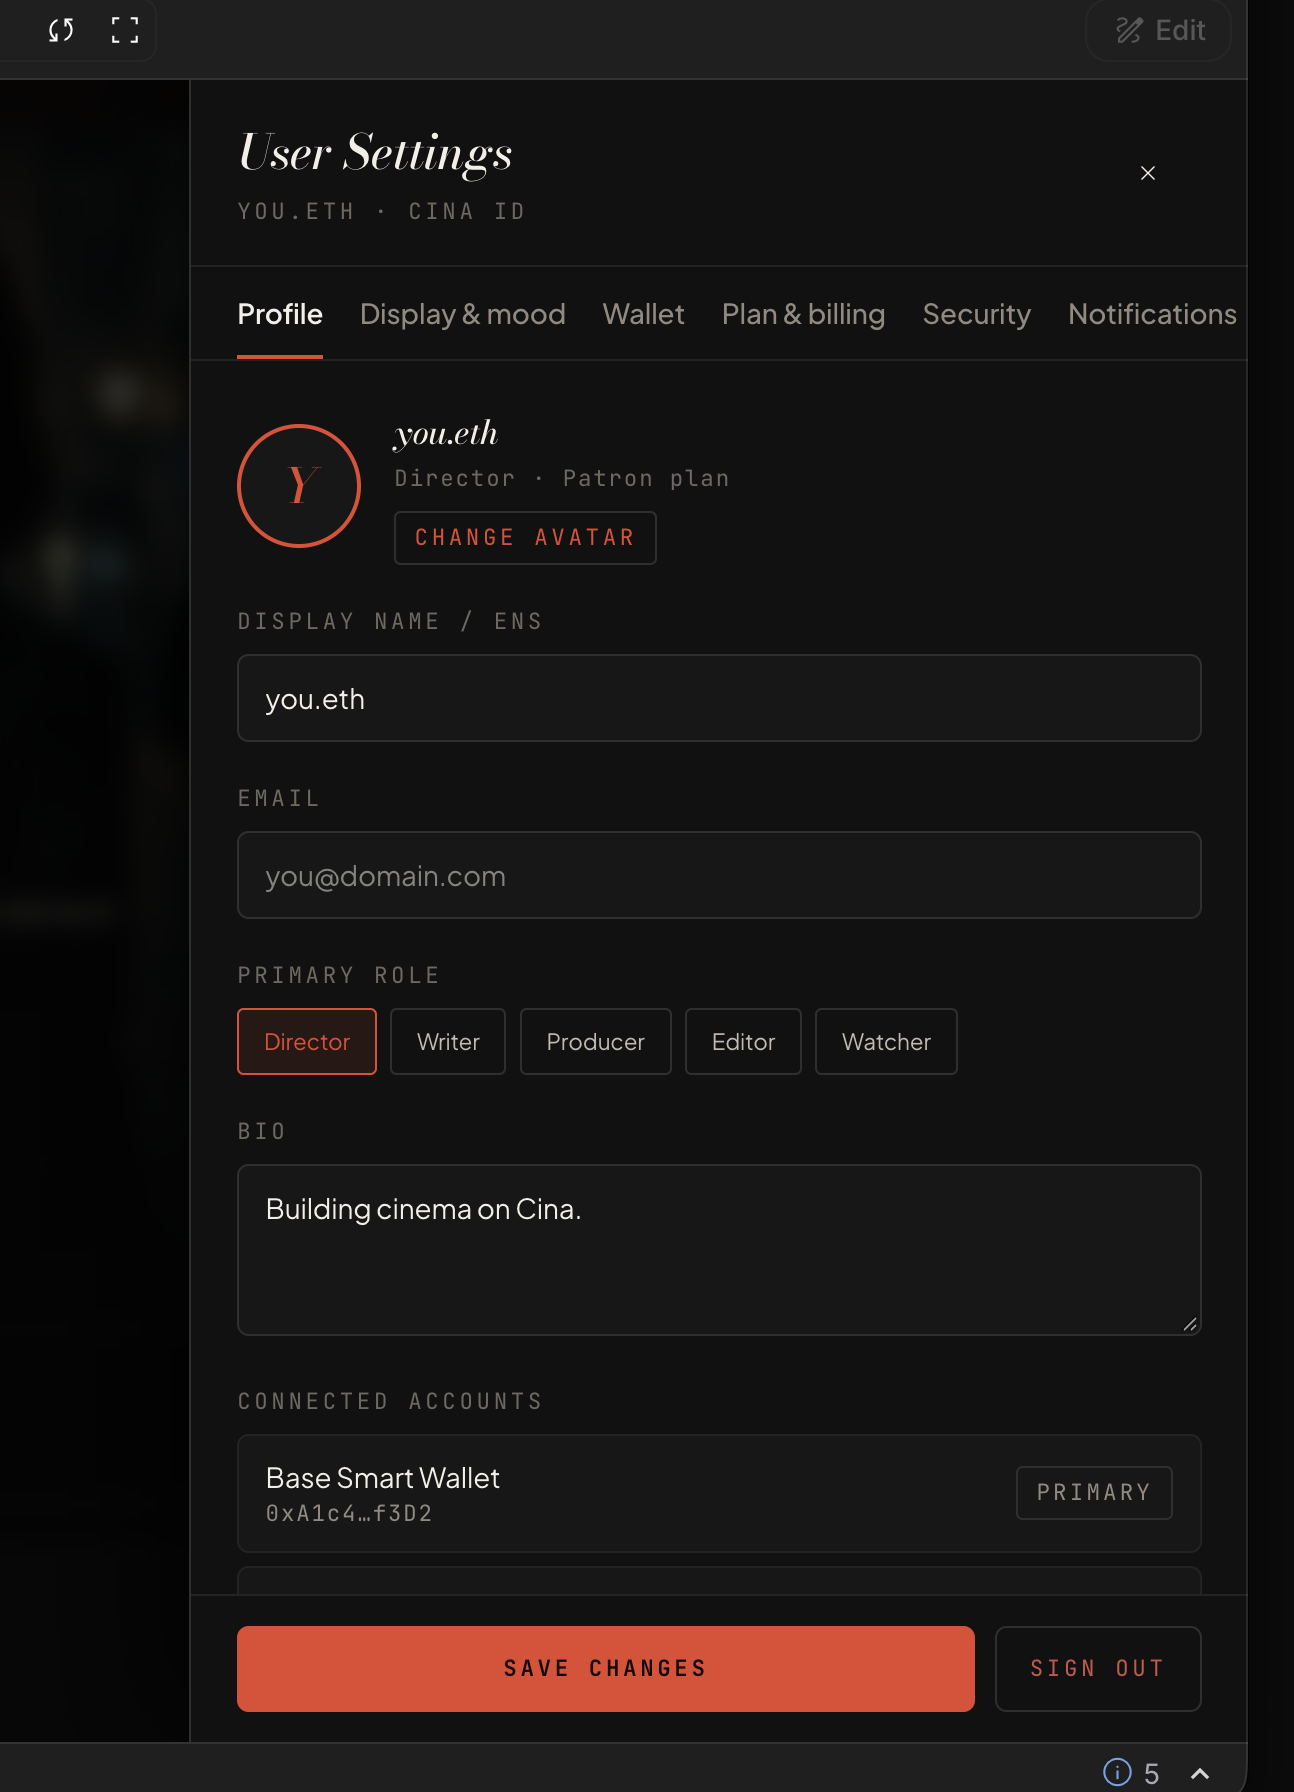 Edit
User Settings
YOU.ETH · CINA ID
Profile Display & mood Wallet Plan & billing Security Notifications
Y
you.eth
Director · Patron plan
CHANGE AVATAR
DISPLAY NAME / ENS
you.eth
EMAIL
you@domain.com
PRIMARY ROLE
Director Writer Producer Editor Watcher
BIO
Building cinema on Cina.
CONNECTED ACCOUNTS
Base Smart Wallet
0xA1c4…f3D2
PRIMARY
SAVE CHANGES
SIGN OUT
5